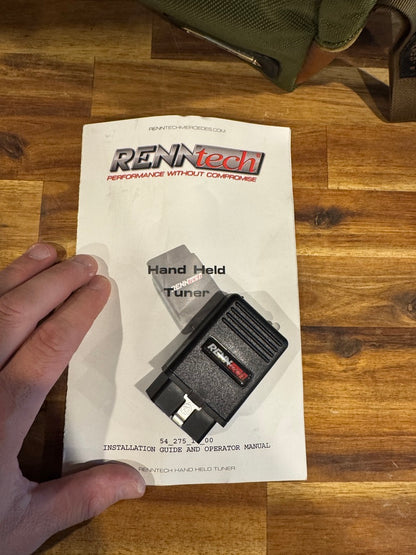 RENNTECHMERCEDES.COM
RENNtech
PERFORMANCE WITHOUT COMPROMISE
Hand Held
RENNtech
Tuner
RENNtech
INSTALLATION GUIDE AND OPERATOR MANUAL
RENNTECH HAND HELD TUNER